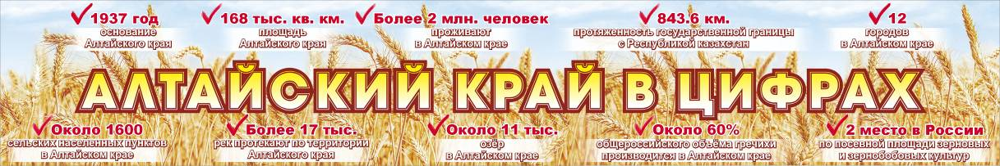 1937 год
основание
Алтайского края
168 тыс. кв. км.
площадь
Алтайского края
Более 2 млн. человек
проживают
в Алтайском крае
843.6 км.
протяженность государственной границы
с Республикой казахстан
12
городов
в Алтайском крае
АЛТАЙСКИЙ КРАЙ В ЦИФРАХ
Около 1600
сельских населенных пунктов
в Алтайском крае
Более 17 тыс.
рек протекают по территории
Алтайского края
Около 11 тыс.
озёр
в Алтайском крае
Около 60%
общероссийского объёма гречихи
производится в Алтайском крае
2 место в России
по посевной площади зерновых
и зернобобовых культур